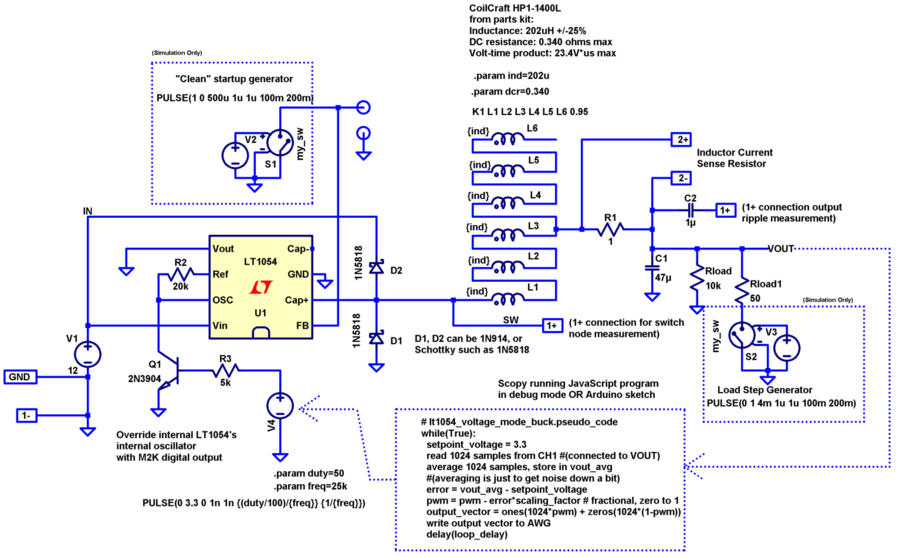 CoilCraft HP1-1400L
from parts kit:
Inductance: 202uH +/-25%
DC resistance: 0.340 ohms max
Volt-time product: 23.4V*us max
.param ind=202u
.param dcr=0.340
K1 L1 L2 L3 L4 L5 L6 0.95
(Simulation Only)
"Clean" startup generator
PULSE(1 0 500u 1u 1u 100m 200m)
V2
S1
my_sw
{ind}
L6
{ind}
L5
{ind}
L4
{ind}
L3
{ind}
L2
{ind}
L1
2+
Inductor Current
Sense Resistor
2-
C2
1µ
1+
(1+ connection output
ripple measurement)
R1
1
IN
Vout
LT1054
Cap-
Ref
GND
OSC
Cap+
Vin
U1
FB
R2
20k
1N5818
D2
1N5818
D1
C1
47µ
VOUT
Rload
10k
Rload1
50
(Simulation Only)
SW
1+
(1+ connection for switch
node measurement)
D1, D2 can be 1N914, or
Schottky such as 1N5818
my_sw
S2
V3
Load Step Generator
PULSE(0 1 4m 1u 1u 100m 200m)
V1
12
GND
1-
Q1
2N3904
R3
5k
V4
Override internal LT1054's
internal oscillator
with M2K digital output
.param duty=50
.param freq=25k
PULSE(0 3.3 0 1n 1n {(duty/100)/{freq}} {1/{freq}})
Scopy running JavaScript program
in debug mode OR Arduino sketch
# lt1054_voltage_mode_buck.pseudo_code
while(True):
setpoint_voltage = 3.3
read 1024 samples from CH1 #(connected to VOUT)
average 1024 samples, store in vout_avg
#(averaging is just to get noise down a bit)
error = vout_avg - setpoint_voltage
pwm = pwm - error*scaling_factor # fractional, zero to 1
output_vector = ones(1024*pwm) + zeros(1024*(1-pwm))
write output vector to AWG
delay(loop_delay)